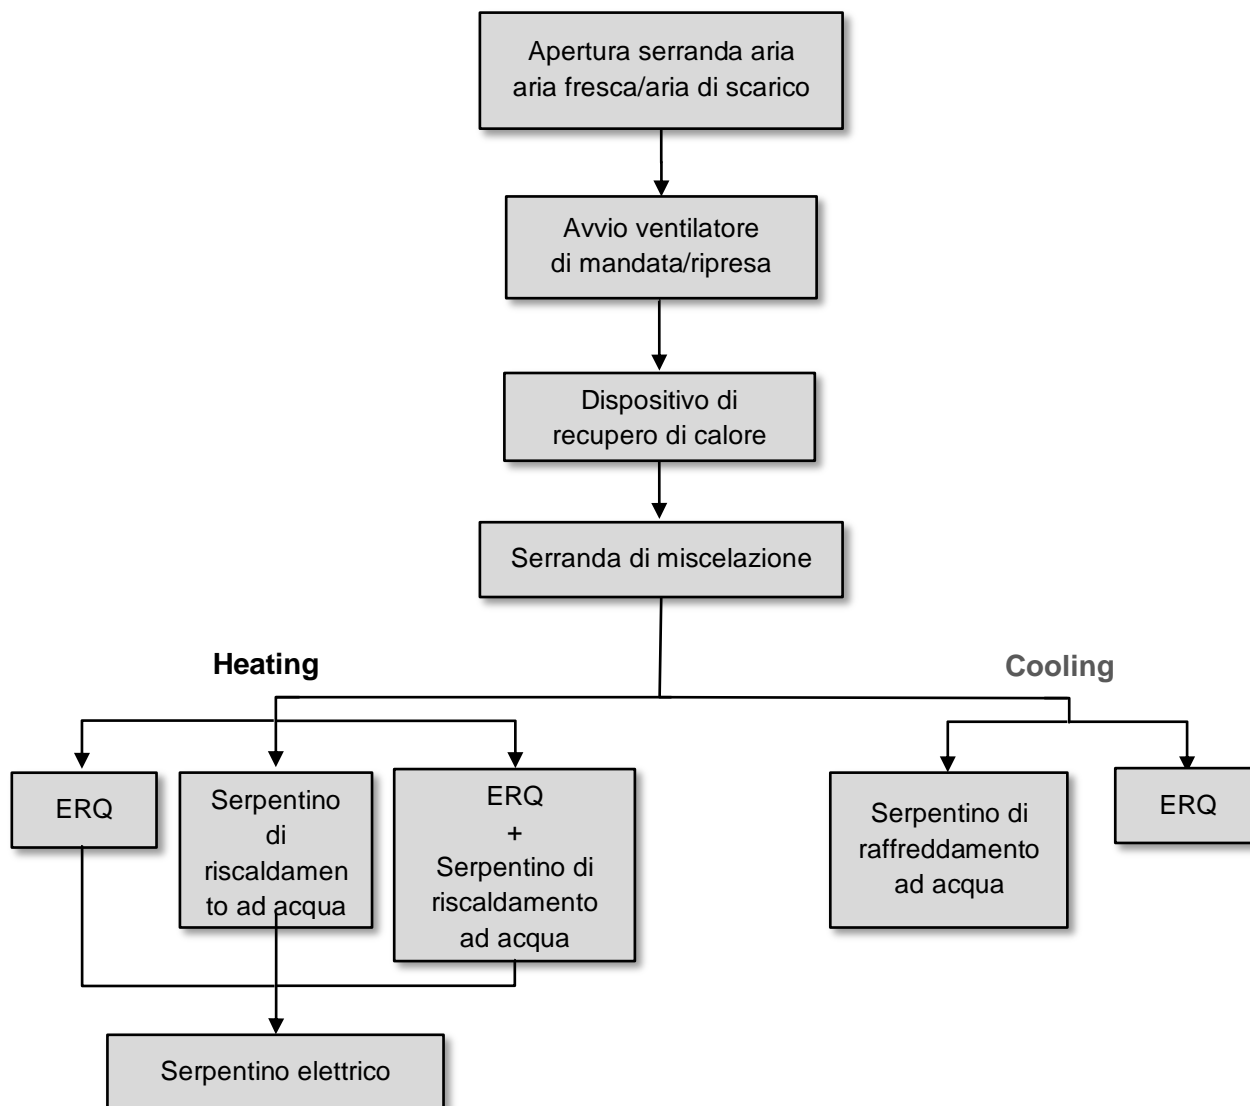 Apertura serranda aria
aria fresca/aria di scarico
Avvio ventilatore
di mandata/ripresa
Dispositivo di
recupero di calore
Serranda di miscelazione
Heating
Cooling
ERQ
Serpentino
di
riscaldamen
to ad acqua
ERQ
+
Serpentino di
riscaldamento
ad acqua
Serpentino di
raffreddamento
ad acqua
ERQ
Serpentino elettrico